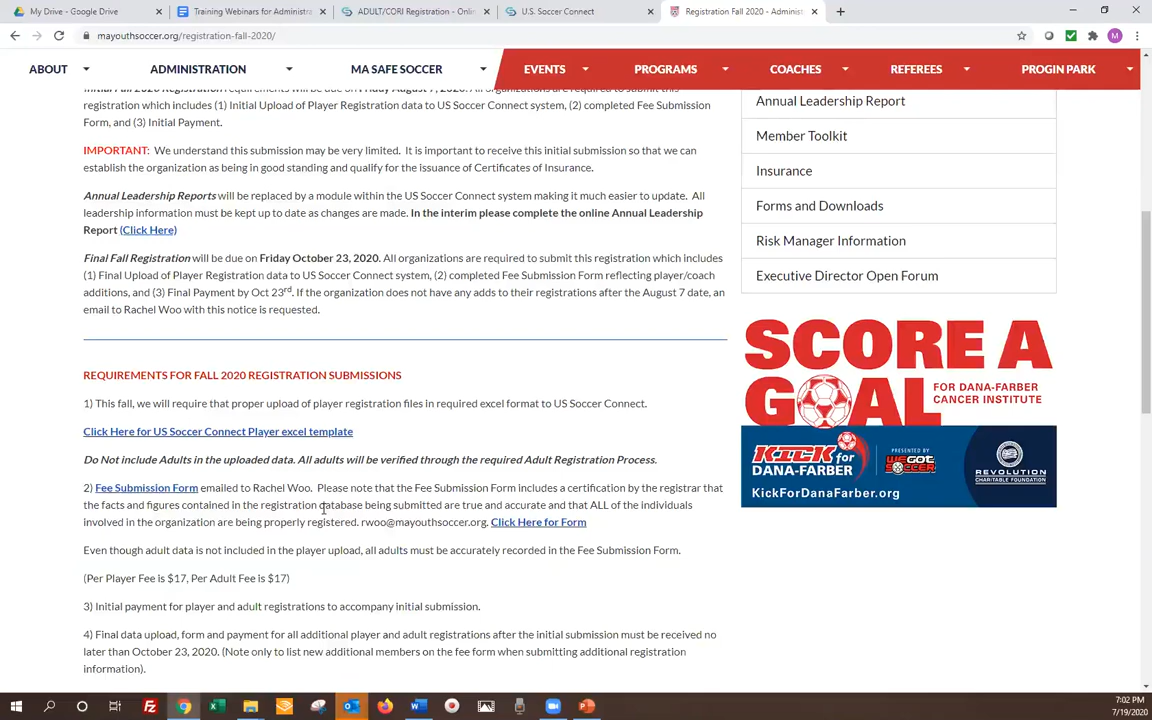 My Drive - Google Drive
Training Webinars for Administra
ADULT/CORI Registration - Onlin
U.S. Soccer Connect
Registration Fall 2020 - Adminis
mayouthsoccer.org/registration-fall-2020/
M
ABOUT
ADMINISTRATION
MA SAFE SOCCER
EVENTS
PROGRAMS
COACHES
REFEREES
PROGIN PARK
Initial Fall 2020 Registration requirements will be due on Friday August 7, 2020. All organizations are required to submit this
registration which includes (1) Initial Upload of Player Registration data to US Soccer Connect system, (2) completed Fee Submission
Form, and (3) Initial Payment.
IMPORTANT: We understand this submission may be very limited. It is important to receive this initial submission so that we can
establish the organization as being in good standing and qualify for the issuance of Certificates of Insurance.
Annual Leadership Reports will be replaced by a module within the US Soccer Connect system making it much easier to update. All
leadership information must be kept up to date as changes are made. In the interim please complete the online Annual Leadership
Report (Click Here)
Final Fall Registration will be due on Friday October 23, 2020. All organizations are required to submit this registration which includes
(1) Final Upload of Player Registration data to US Soccer Connect system, (2) completed Fee Submission Form reflecting player/coach
additions, and (3) Final Payment by Oct 23rd. If the organization does not have any adds to their registrations after the August 7 date, an
email to Rachel Woo with this notice is requested.
REQUIREMENTS FOR FALL 2020 REGISTRATION SUBMISSIONS
1) This fall, we will require that proper upload of player registration files in required excel format to US Soccer Connect.
Click Here for US Soccer Connect Player excel template
Do Not include Adults in the uploaded data. All adults will be verified through the required Adult Registration Process.
2) Fee Submission Form emailed to Rachel Woo. Please note that the Fee Submission Form includes a certification by the registrar that
the facts and figures contained in the registration database being submitted are true and accurate and that ALL of the individuals
involved in the organization are being properly registered. rwoo@mayouthsoccer.org. Click Here for Form
Even though adult data is not included in the player upload, all adults must be accurately recorded in the Fee Submission Form.
(Per Player Fee is $17, Per Adult Fee is $17)
3) Initial payment for player and adult registrations to accompany initial submission.
4) Final data upload, form and payment for all additional player and adult registrations after the initial submission must be received no
later than October 23, 2020. (Note only to list new additional members on the fee form when submitting additional registration
information).
Annual Leadership Report
Member Toolkit
Insurance
Forms and Downloads
Risk Manager Information
Executive Director Open Forum
SCORE A
GOAL
FOR DANA-FARBER
CANCER INSTITUTE
KICK for
DANA-FARBER
PRESENTED BY
WEGOT
SOCCER
REVOLUTION
CHARITABLE FOUNDATION
KickForDanaFarber.org
7:02 PM
7/19/2020